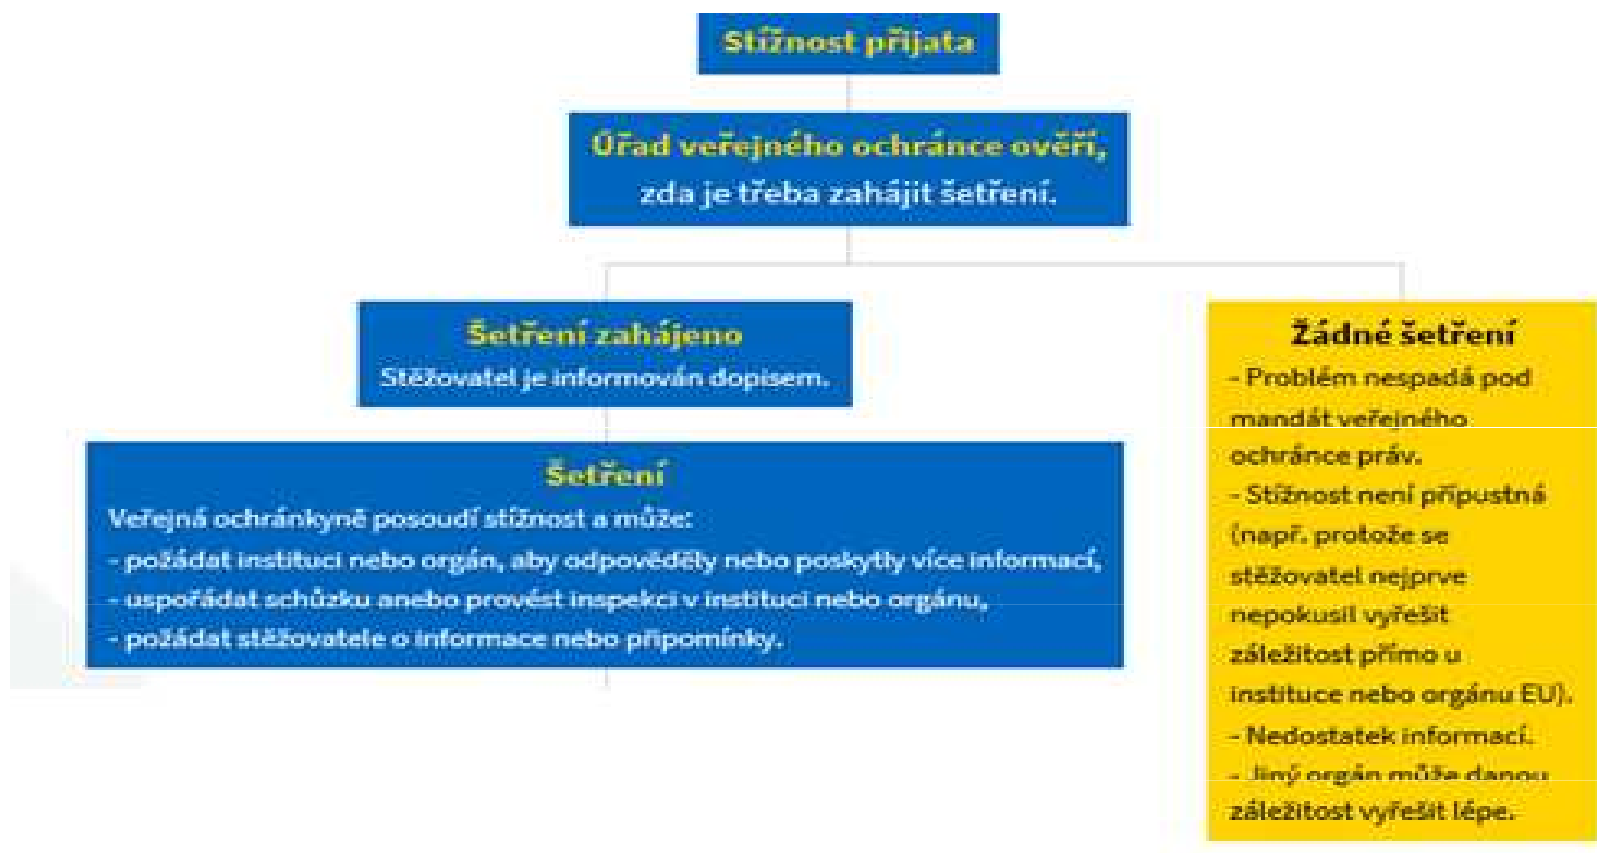 Stížnost přijata
Úřad veřejného ochránce ověří,
zda je třeba zahájit šetření.
Šetření zahájeno
Stěžovatel je informován dopisem.
Šetření
Veřejná ochránkyně posoudí stížnost a může:
- požádat instituci nebo orgán, aby odpověděly nebo poskytly více informací,
- uspořádat schůzku anebo provést inspekci v instituci nebo orgánu,
- požádat stěžovatele o informace nebo připomínky.
Žádné šetření
- Problém nespadá pod
mandát veřejného
ochránce práv.
- Stížnost není přípustná
(např. protože se
stěžovatel nejprve
nepokusil vyřešit
záležitost přímo u
instituce nebo orgánu EU).
- Nedostatek informací.
- Jiný orgán může danou
záležitost vyřešit lépe.